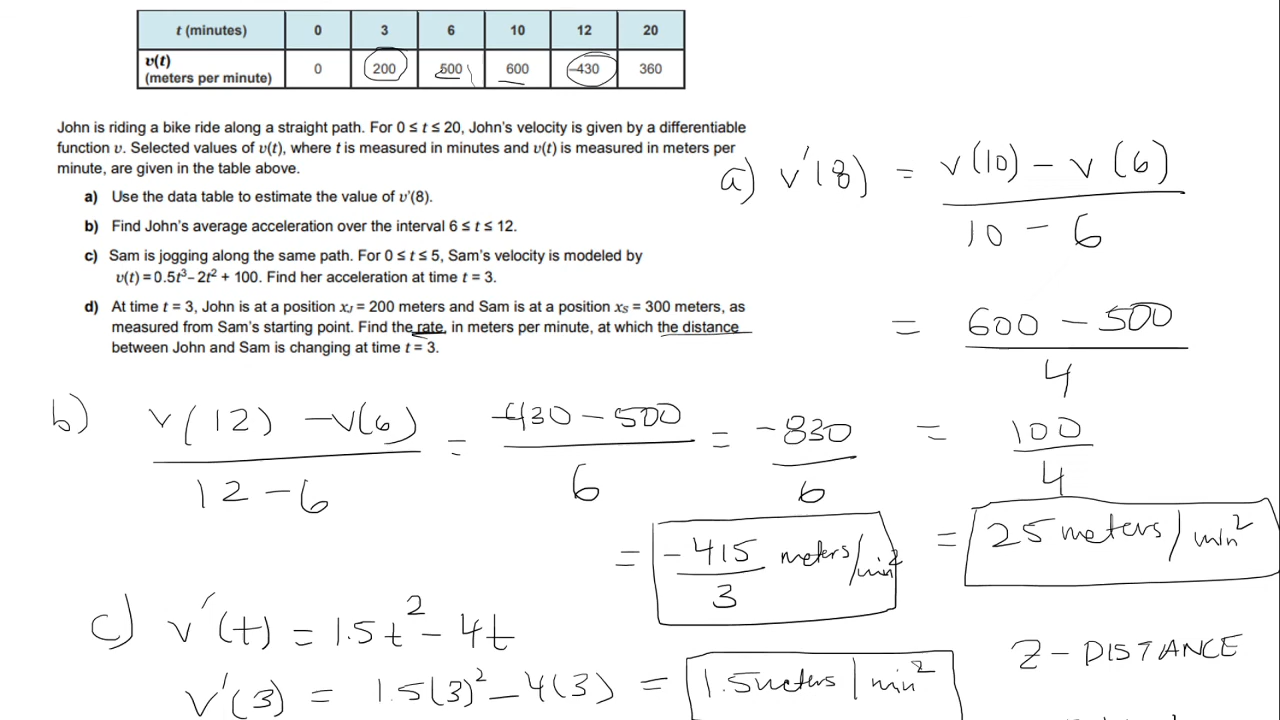 t (minutes) 0 3 6 10 12 20
v(t) (meters per minute) 0 200 500 600 -430 360
John is riding a bike ride along a straight path. For 0 ≤ t ≤ 20, John's velocity is given by a differentiable
function v. Selected values of v(t), where t is measured in minutes and v(t) is measured in meters per
minute, are given in the table above.
a) Use the data table to estimate the value of v'(8).
b) Find John's average acceleration over the interval 6 ≤ t ≤ 12.
c) Sam is jogging along the same path. For 0 ≤ t ≤ 5, Sam's velocity is modeled by
v(t) = 0.5t³ – 2t² + 100. Find her acceleration at time t = 3.
d) At time t = 3, John is at a position xJ = 200 meters and Sam is at a position xS = 300 meters, as
measured from Sam's starting point. Find the rate, in meters per minute, at which the distance
between John and Sam is changing at time t = 3.
a) v'(8) = v(10) - v(6)
10 - 6
= 600 - 500
4
= 100
4
= 25 meters/min²
b) v(12) - v(6) = -430 - 500 = -830
12 - 6 6 6
= -415 meters/min²
3
c) v'(t) = 1.5t² - 4t
v'(3) = 1.5(3)² - 4(3) = 1.5 meters/min²
Z - DISTANCE